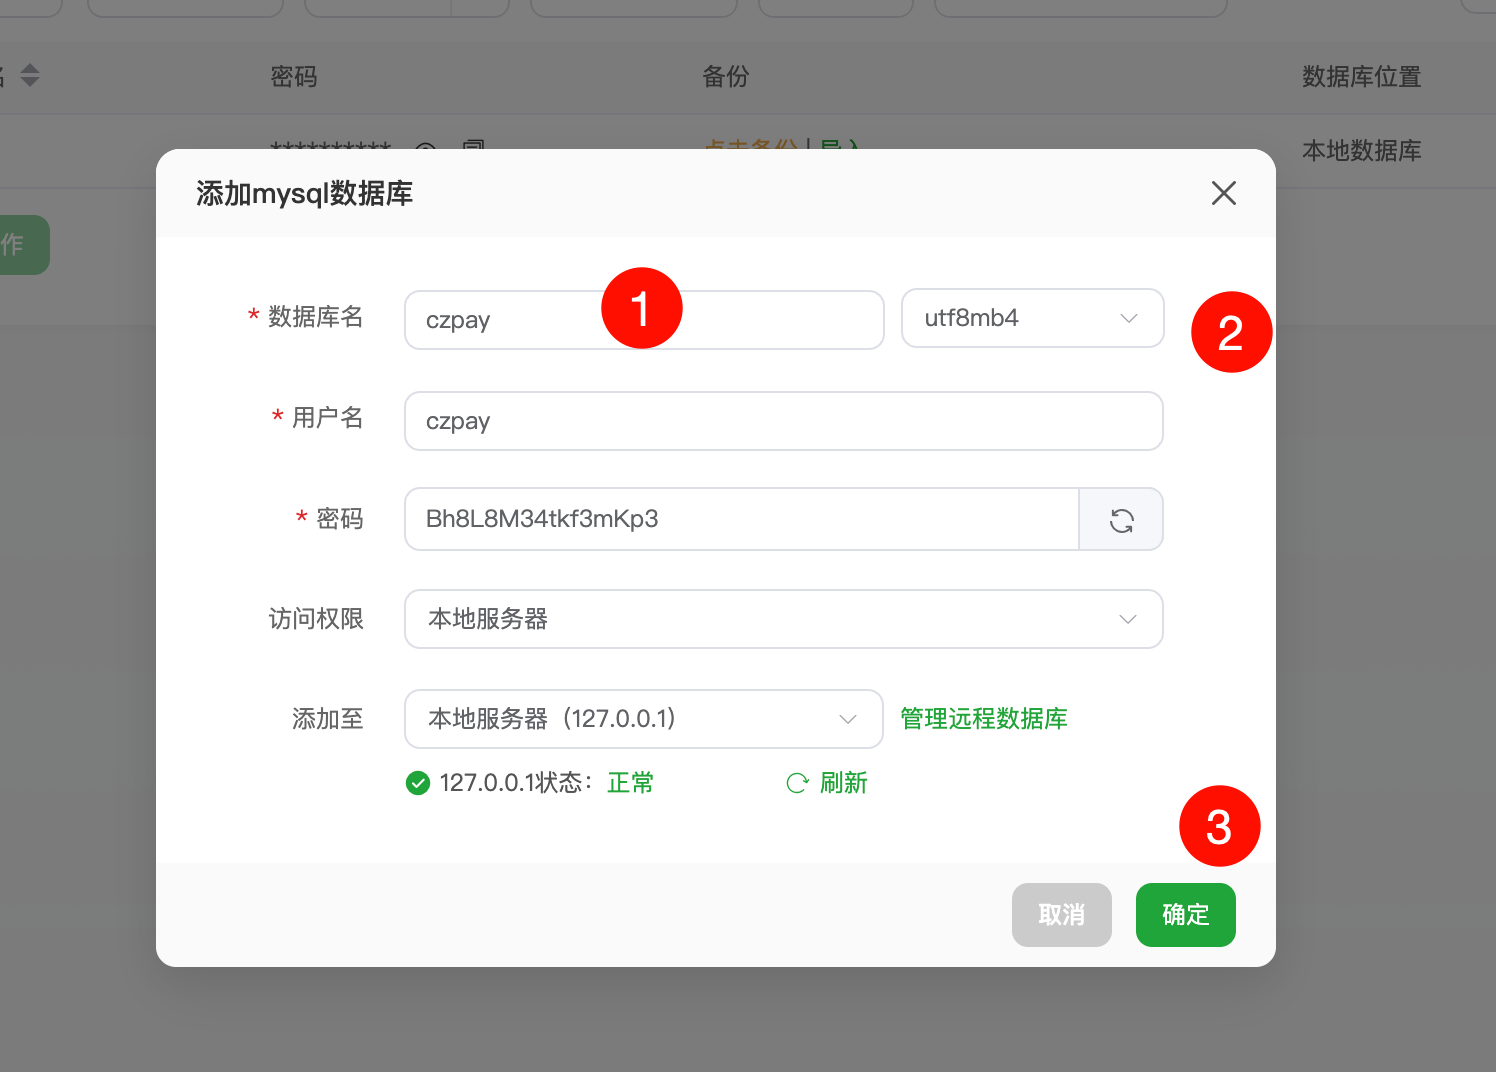 密码
备份
数据库位置
**********
本地数据库
添加mysql数据库
作
* 数据库名
czpay
1
utf8mb4
2
* 用户名
czpay
* 密码
Bh8L8M34tkf3mKp3
访问权限
本地服务器
添加至
本地服务器（127.0.0.1）
管理远程数据库
127.0.0.1状态：正常
刷新
3
取消
确定